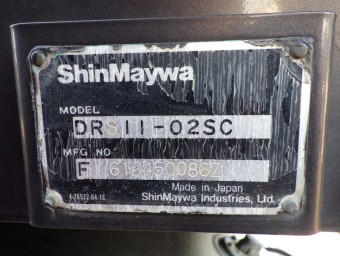 ShinMaywa
MODEL
DRS11-02SC
MFG NO
F
Made in Japan
ShinMaywa Industries, Ltd.